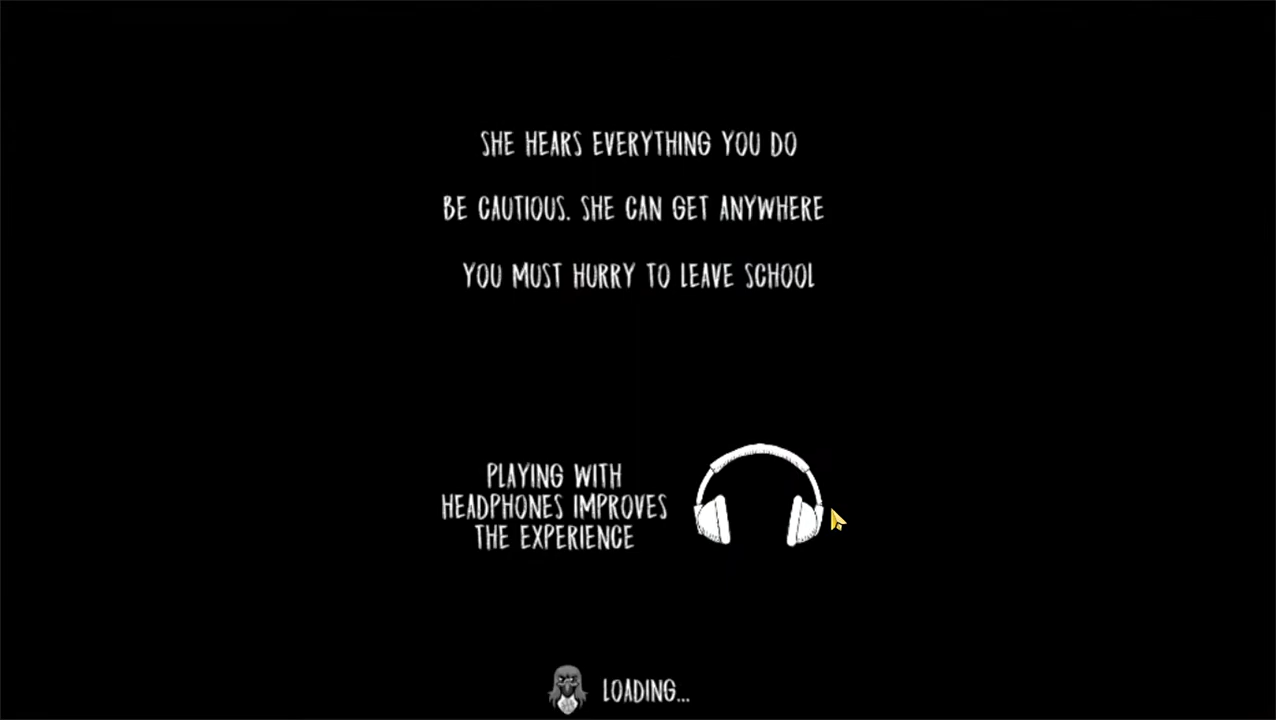 SHE HEARS EVERYTHING YOU DO
BE CAUTIOUS. SHE CAN GET ANYWHERE
YOU MUST HURRY TO LEAVE SCHOOL
PLAYING WITH
HEADPHONES IMPROVES
THE EXPERIENCE
LOADING...